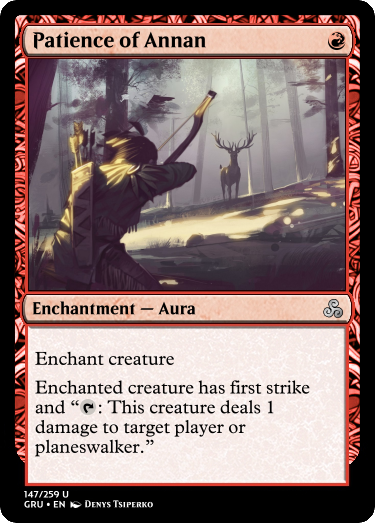 Patience of Annan
Enchantment — Aura
Enchant creature
Enchanted creature has first strike
and “: This creature deals 1
damage to target player or
planeswalker.”
147/259 U
GRU • EN Denys Tsiperko